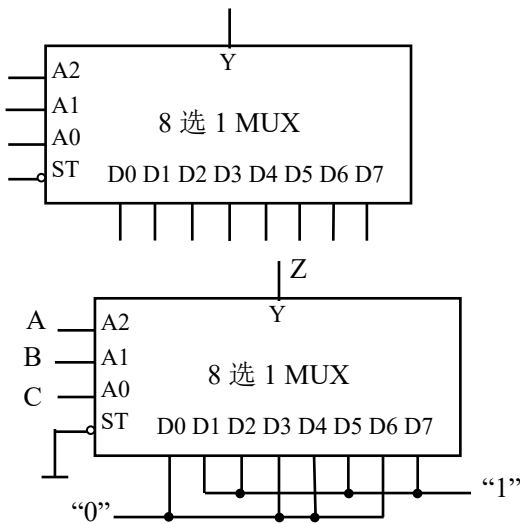 Y
A2
A1
8 选 1 MUX
A0
ST
D0 D1 D2 D3 D4 D5 D6 D7
Z
Y
A A2
B A1
8 选 1 MUX
C A0
ST
D0 D1 D2 D3 D4 D5 D6 D7
“1”
“0”